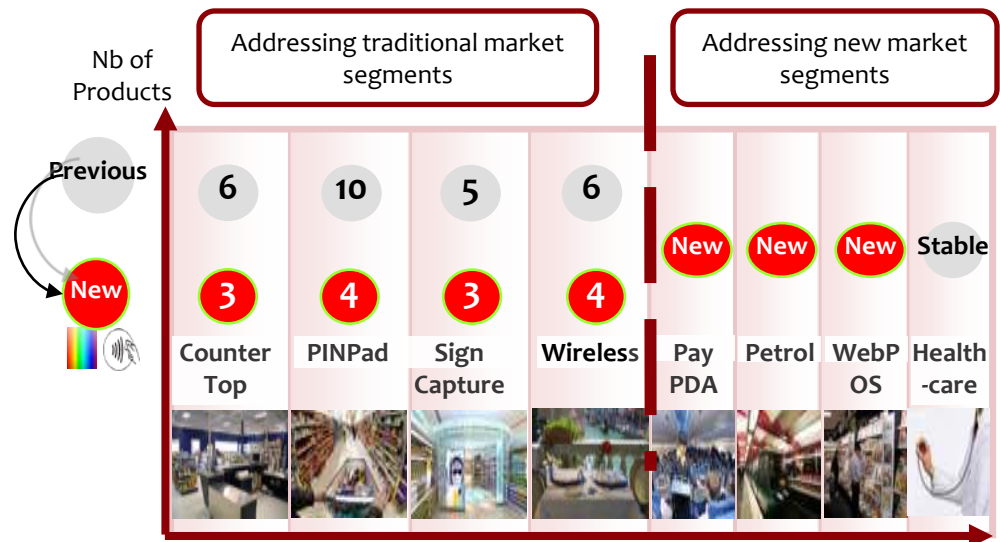 Addressing traditional market
segments
Addressing new market
segments
Nb of
Products
Previous
6
10
5
6
New
New
New
Stable
New
3
4
3
4
Counter
Top
PINPad
Sign
Capture
Wireless
Pay
PDA
Petrol
WebP
OS
Health
-care